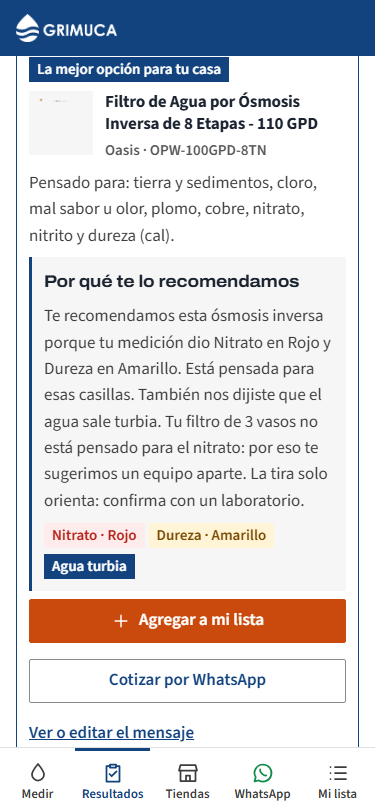 GRIMUCA
La mejor opción para tu casa
Filtro de Agua por Ósmosis
Inversa de 8 Etapas - 110 GPD
Oasis · OPW-100GPD-8TN
Pensado para: tierra y sedimentos, cloro,
mal sabor u olor, plomo, cobre, nitrato,
nitrito y dureza (cal).
Por qué te lo recomendamos
Te recomendamos esta ósmosis inversa
porque tu medición dio Nitrato en Rojo y
Dureza en Amarillo. Está pensada para
esas casillas. También nos dijiste que el
agua sale turbia. Tu filtro de 3 vasos no
está pensado para el nitrato: por eso te
sugerimos un equipo aparte. La tira solo
orienta: confirma con un laboratorio.
Nitrato · Rojo Dureza · Amarillo
Agua turbia
+ Agregar a mi lista
Cotizar por WhatsApp
Ver o editar el mensaje
Medir Resultados Tiendas WhatsApp Mi lista